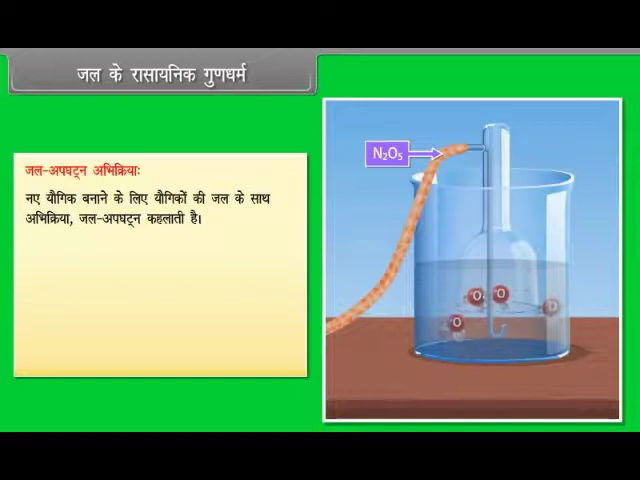 जल के रासायनिक गुणधर्म
जल-अपघट्न अभिक्रियाः
नए यौगिक बनाने के लिए यौगिकों की जल के साथ
अभिक्रिया, जल-अपघट्न कहलाती है।
N₂O₅
O O
O